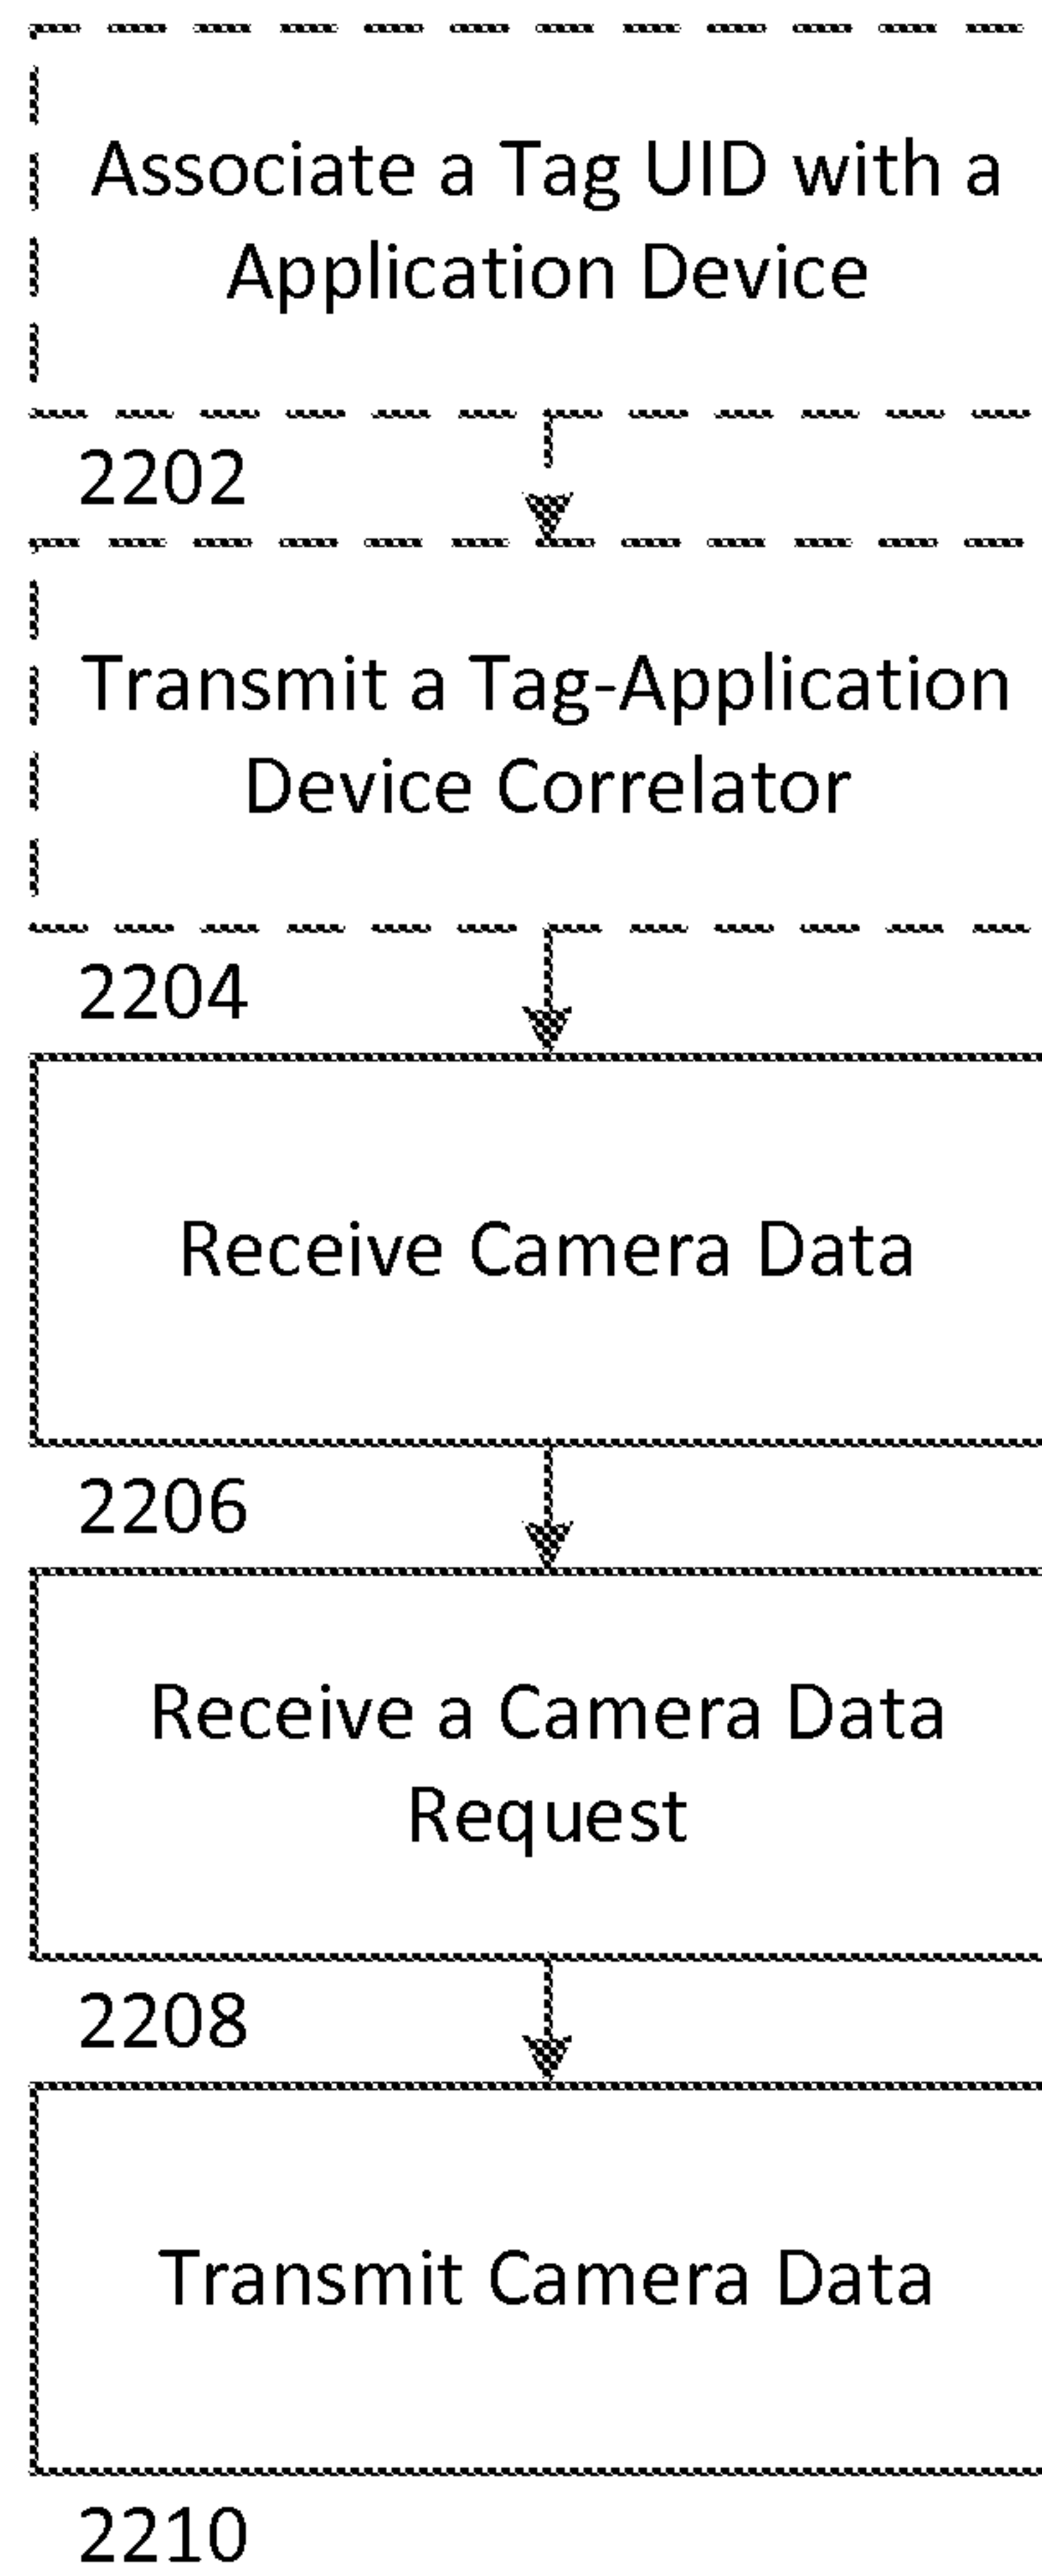 Associate a Tag UID with a
Application Device
2202
Transmit a Tag-Application
Device Correlator
2204
Receive Camera Data
2206
Receive a Camera Data
Request
2208
Transmit Camera Data
2210